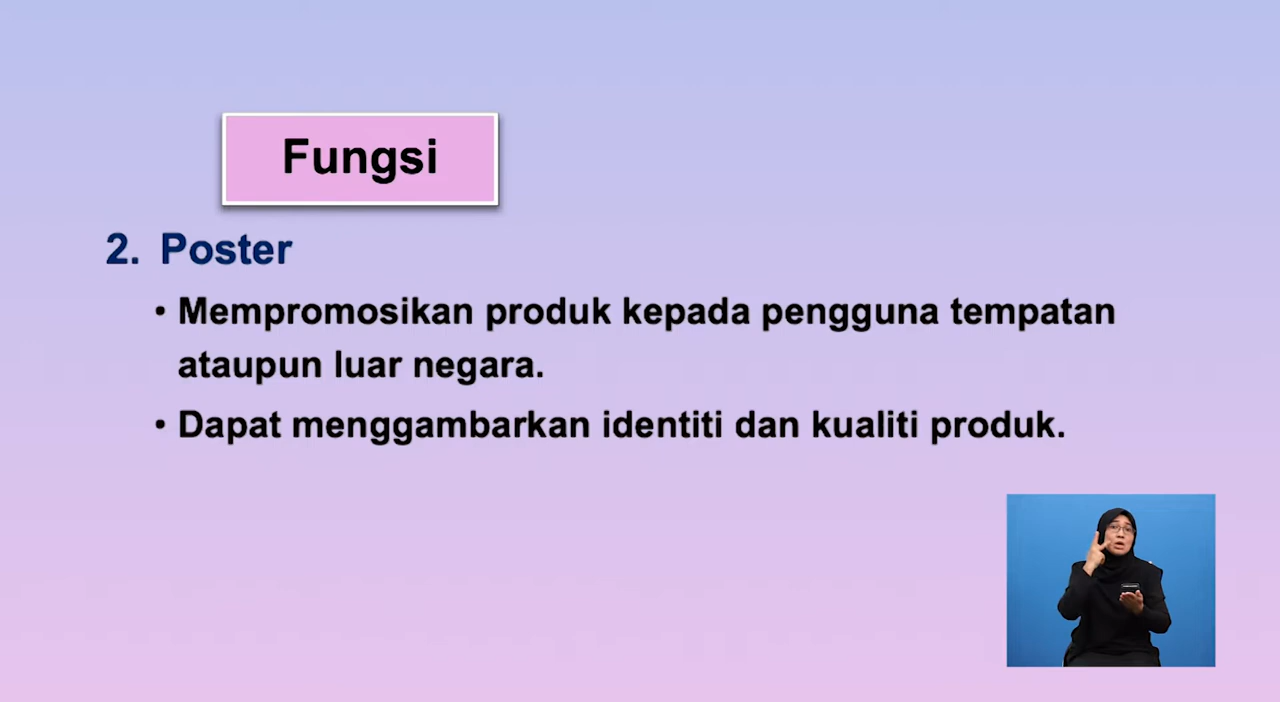 Fungsi
2. Poster
• Mempromosikan produk kepada pengguna tempatan
ataupun luar negara.
• Dapat menggambarkan identiti dan kualiti produk.